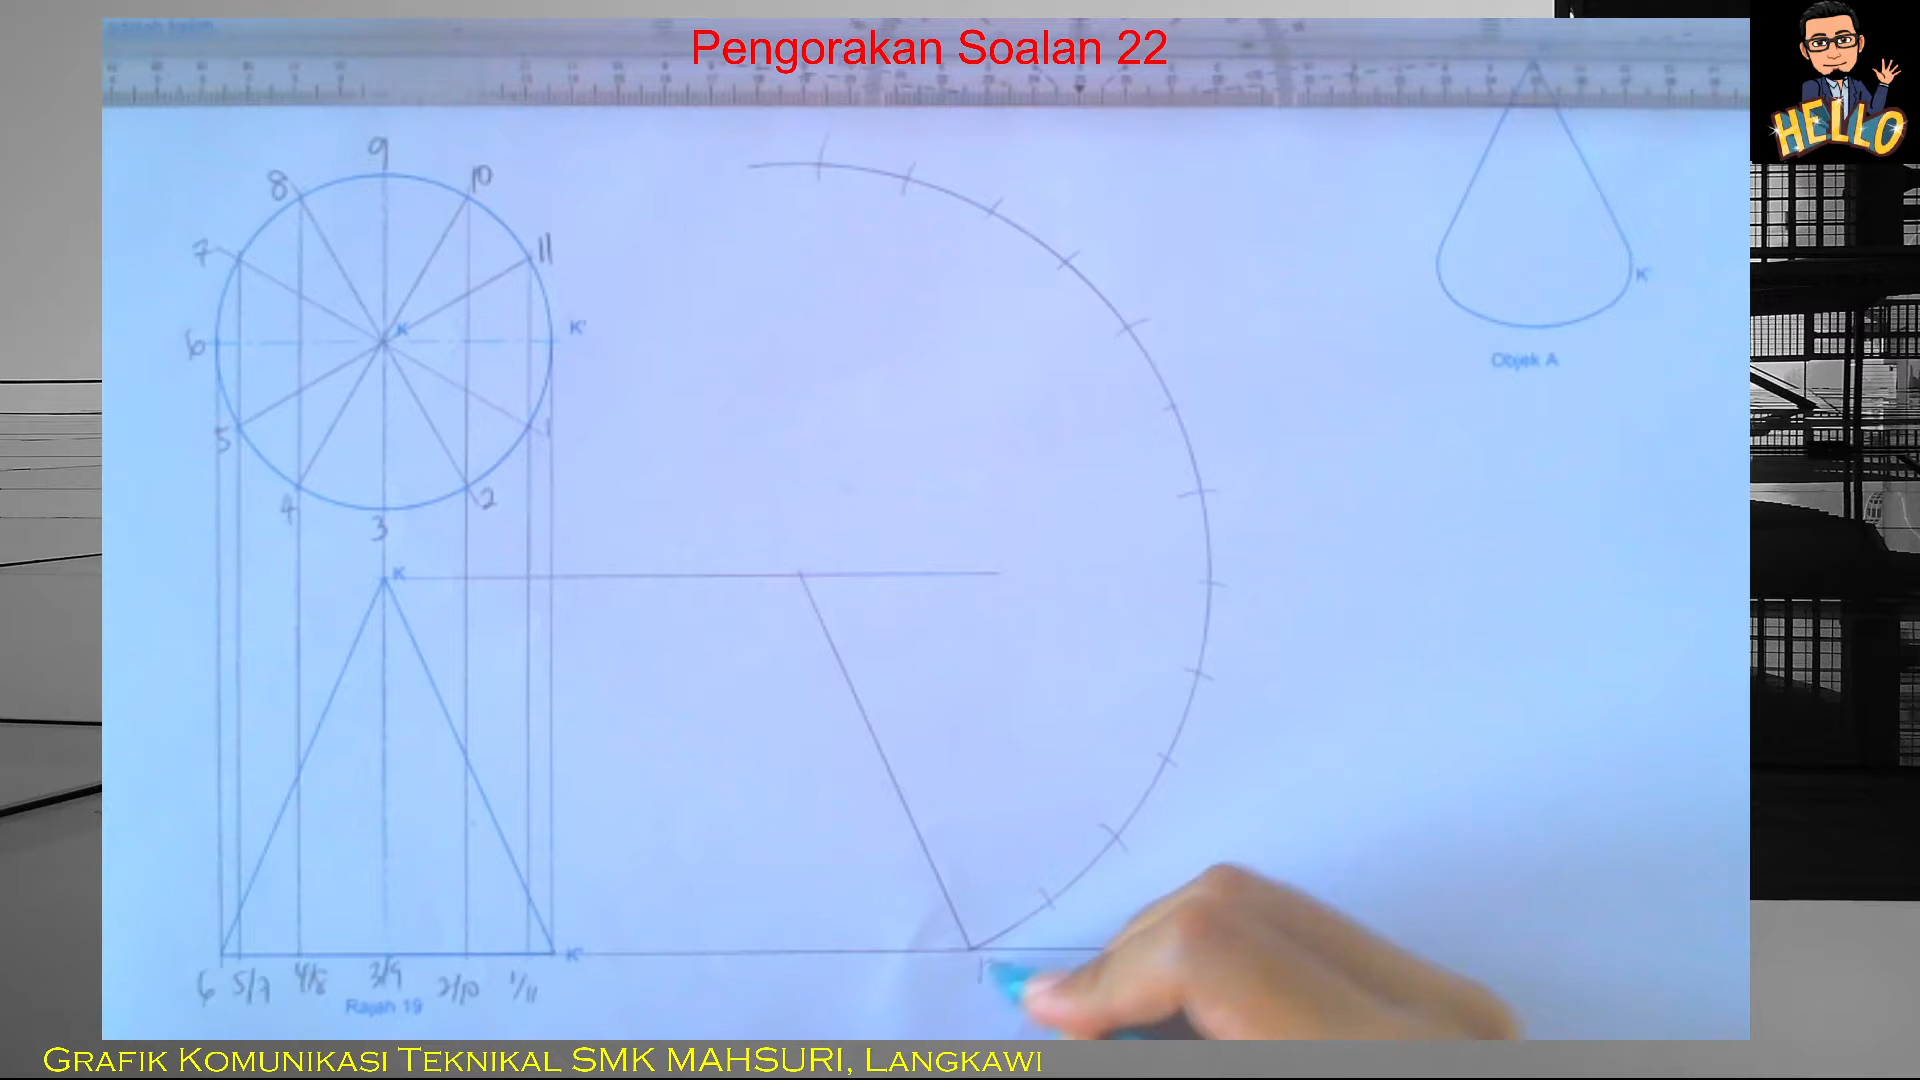 Pengorakan Soalan 22
HELLO
9
8
10
7
11
K
K'
6
K'
Objek A
5
1
4
2
3
K
K'
6
5/7
4/8
3/9
2/10
1/11
Rajah 19
GRAFIK KOMUNIKASI TEKNIKAL SMK MAHSURI, LANGKAWI